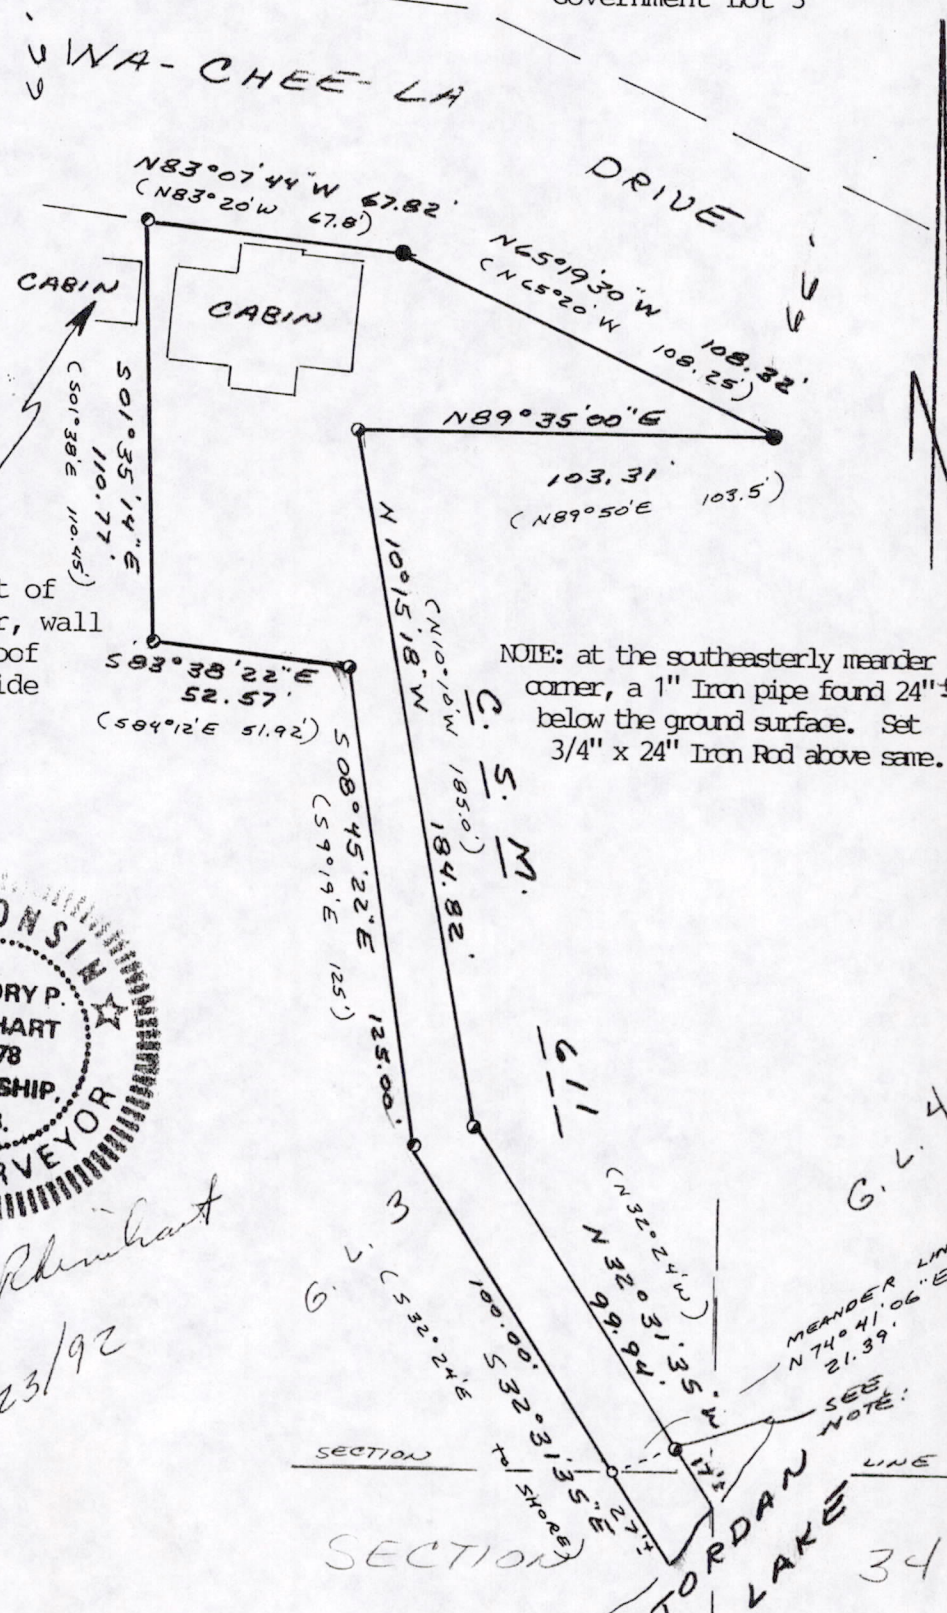 Government Lot 3
WA-CHEE-LA
DRIVE
N83°07'44"W 67.82'
(N83°20'W 67.8')
N65°19'30"W
(N65°20'W
108.32'
108.25')
CABIN
CABIN
N89°35'00"E
103.31'
(N89°50'E 103.5')
S01°35'14"E
110.77'
(S01°38'E 110.45')
t of
r, wall
oof
ide
S83°38'22"E
52.57'
(S84°12'E 51.92')
N10°15'18"W
184.82'
(N10°10'W 185.0')
C. S. M.
611
NOTE: at the southeasterly meander
corner, a 1" Iron pipe found 24"±
below the ground surface. Set
3/4" x 24" Iron Rod above same.
S08°45'22"E 125.00'
(S9°19'E 125')
ONSIN
ORY P.
HART
78
SHIP,
RVEYOR
Rheinhart
23/92
G. L. 3
G. L. 4
(N32°24'W)
N32°31'35"W
99.94'
100.00'
S32°31'35"E
(S32°24'E
to SHORE)
MEANDER LIN
N74°41'06"E
21.39'
SEE
NOTE:
17'±
27'±
SECTION
LINE
JORDAN
LAKE
SECTION 34